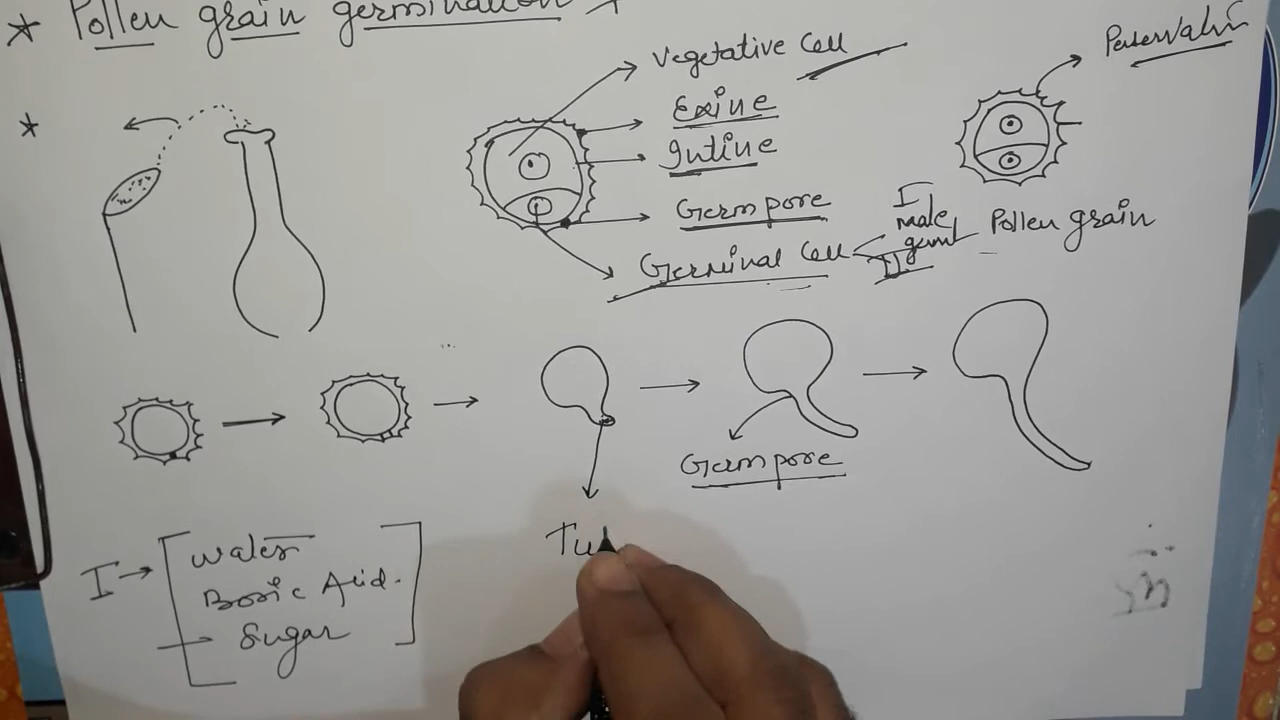 * Pollen grain germination *
*
Vegetative Cell
Exine
Intine
Germpore
Germinal Cell
I
male
II
Pollen grain
Germpore
Tu
I → Water
Boric Acid.
Sugar